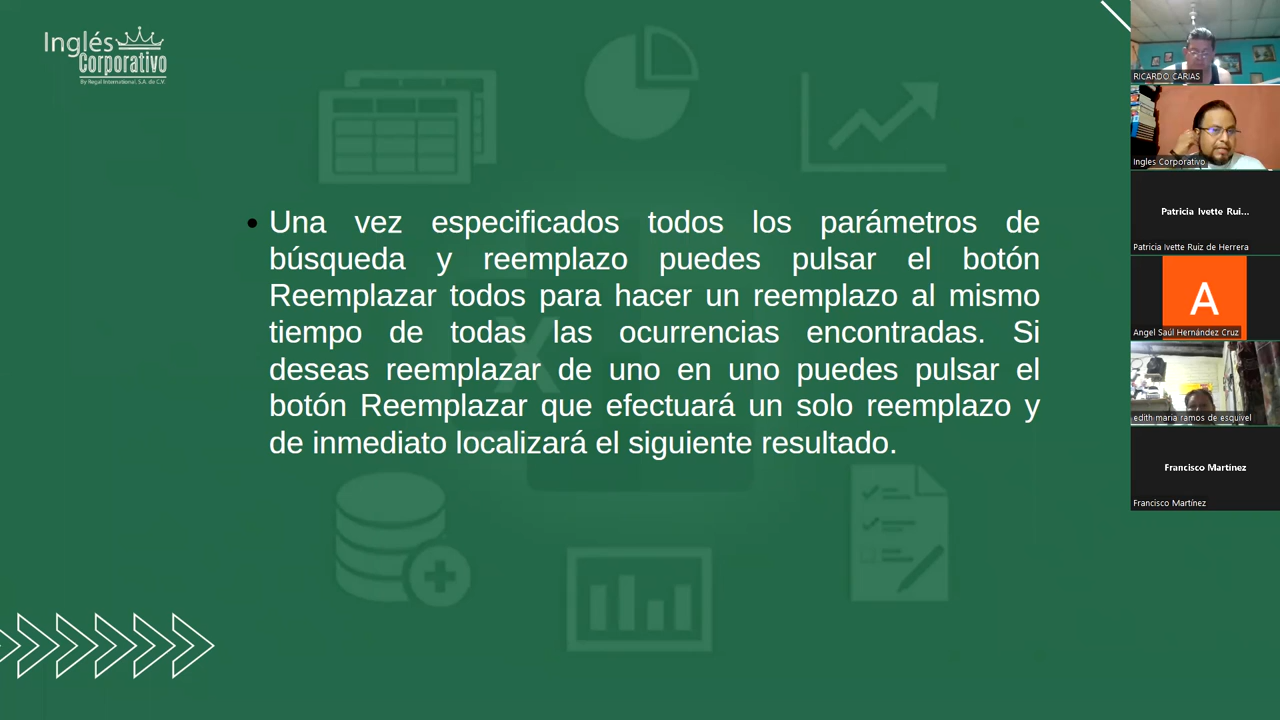 Inglés
Corporativo
By Regal International, S.A. de C.V.
• Una vez especificados todos los parámetros de
búsqueda y reemplazo puedes pulsar el botón
Reemplazar todos para hacer un reemplazo al mismo
tiempo de todas las ocurrencias encontradas. Si
deseas reemplazar de uno en uno puedes pulsar el
botón Reemplazar que efectuará un solo reemplazo y
de inmediato localizará el siguiente resultado.
RICARDO CARIAS
Ingles Corporativo
Patricia Ivette Rui...
Patricia Ivette Ruiz de Herrera
A
Angel Saúl Hernández Cruz
edith maria ramos de esquivel
Francisco Martínez
Francisco Martínez